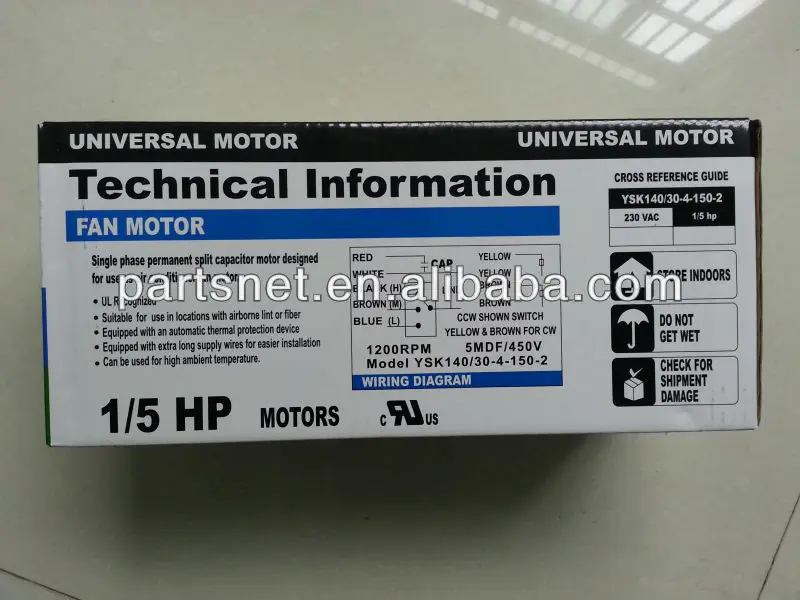 UNIVERSAL MOTOR
UNIVERSAL MOTOR
Technical Information
FAN MOTOR
Single phase permanent split capacitor motor designed
for use
• UL Recognized
• Suitable for use in locations with airborne lint or fiber
• Equipped with an automatic thermal protection device
• Equipped with extra long supply wires for easier installation
• Can be used for high ambient temperature.
1/5 HP MOTORS
c US
RED
WHITE
BLACK (H)
BROWN (M)
BLUE (L)
CAP
YELLOW
YELLOW
BROWN
CCW SHOWN SWITCH
YELLOW & BROWN FOR CW
1200RPM 5MDF/450V
Model YSK140/30-4-150-2
WIRING DIAGRAM
CROSS REFERENCE GUIDE
YSK140/30-4-150-2
230 VAC 1/5 hp
STORE INDOORS
DO NOT
GET WET
CHECK FOR
SHIPMENT
DAMAGE
partsnet.en.alibaba.com